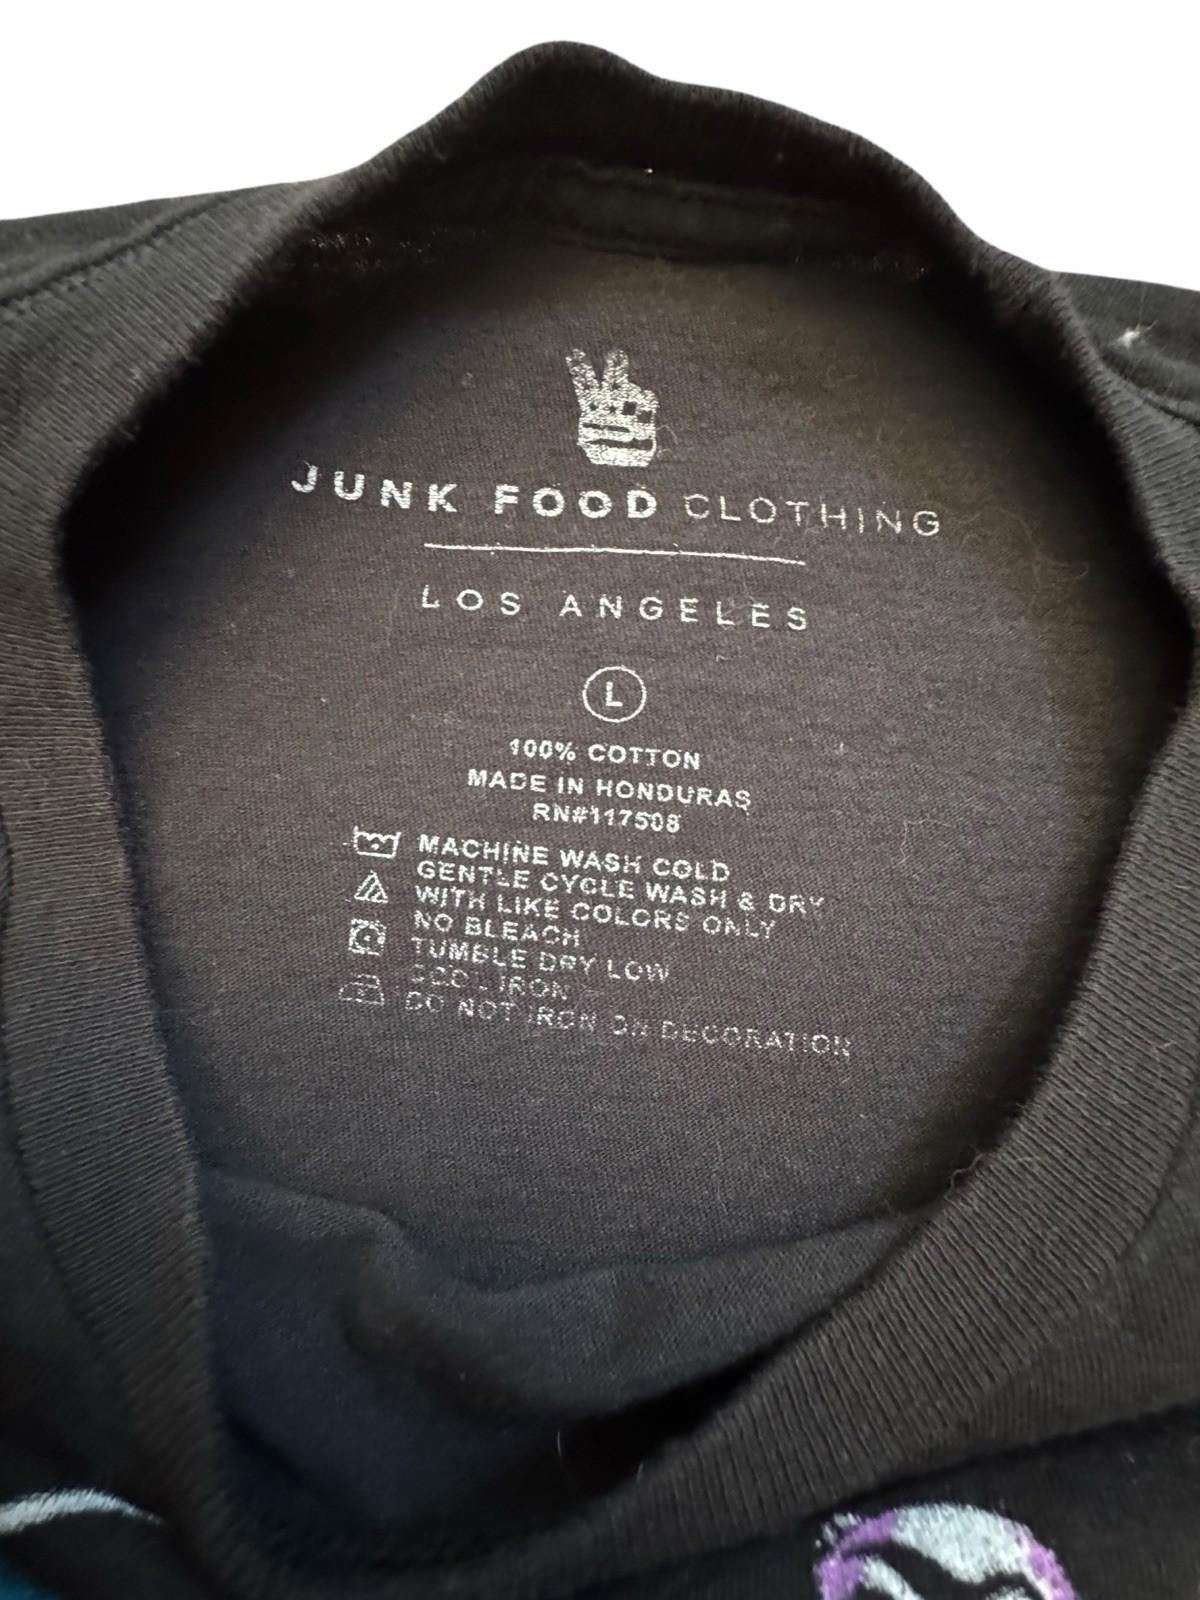 JUNK FOOD CLOTHING
LOS ANGELES
L
100% COTTON
MADE IN HONDURAS
RN#117508
MACHINE WASH COLD
GENTLE CYCLE WASH & DRY
WITH LIKE COLORS ONLY
NO BLEACH
TUMBLE DRY LOW
IRON
DO NOT IRON ON DECORATION